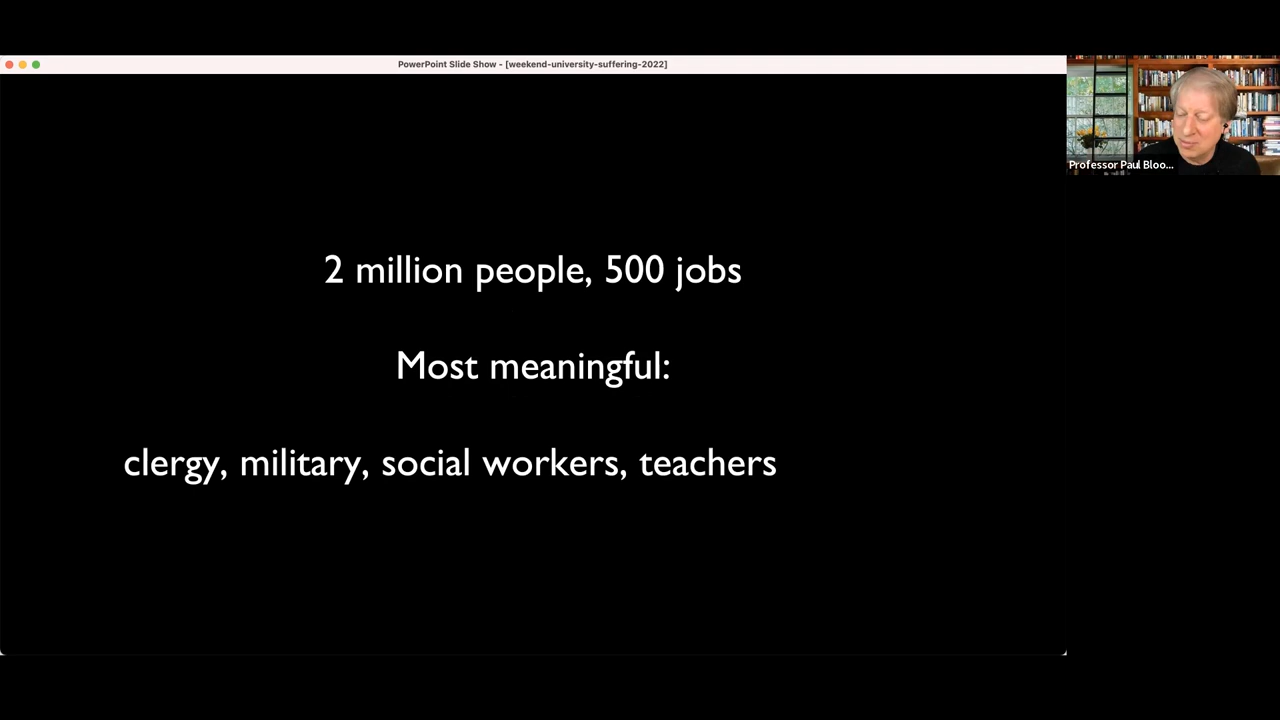 PowerPoint Slide Show - [weekend-university-suffering-2022]
Professor Paul Bloo...
2 million people, 500 jobs
Most meaningful:
clergy, military, social workers, teachers